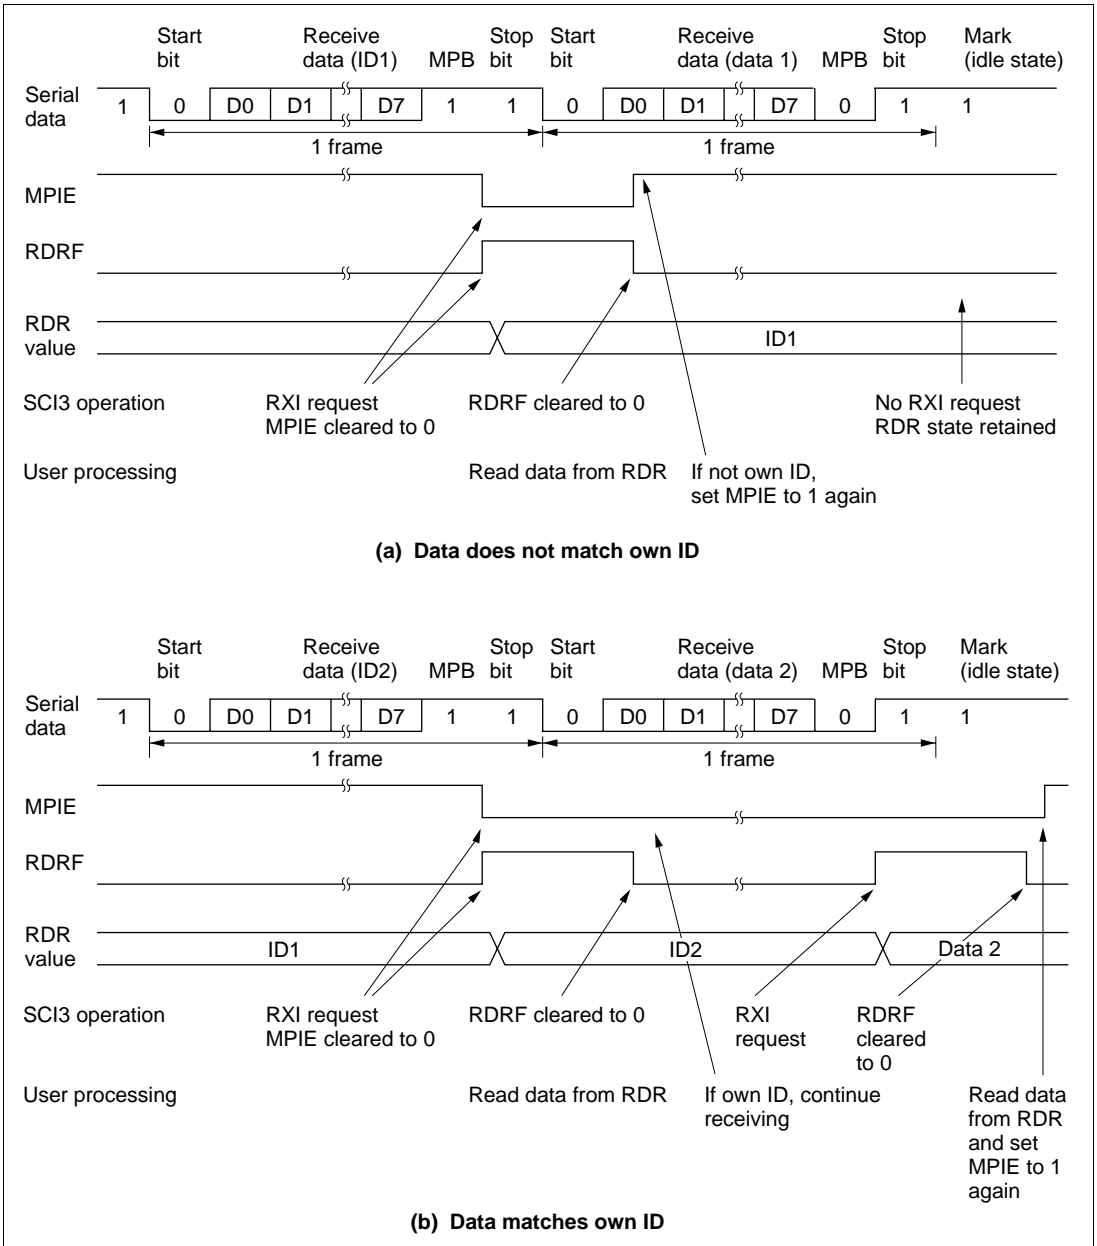 Start bit
Receive data (ID1)
MPB
Stop bit
Start bit
Receive data (data 1)
MPB
Stop bit
Mark (idle state)
Serial data
1 0 D0 D1 D7 1 1 0 D0 D1 D7 0 1 1
1 frame
1 frame
MPIE
RDRF
RDR value
ID1
SCI3 operation
RXI request
MPIE cleared to 0
RDRF cleared to 0
No RXI request
RDR state retained
User processing
Read data from RDR
If not own ID,
set MPIE to 1 again
(a) Data does not match own ID
Start bit
Receive data (ID2)
MPB
Stop bit
Start bit
Receive data (data 2)
MPB
Stop bit
Mark (idle state)
Serial data
1 0 D0 D1 D7 1 1 0 D0 D1 D7 0 1 1
1 frame
1 frame
MPIE
RDRF
RDR value
ID1
ID2
Data 2
SCI3 operation
RXI request
MPIE cleared to 0
RDRF cleared to 0
RXI
request
RDRF
cleared
to 0
User processing
Read data from RDR
If own ID, continue
receiving
Read data
from RDR
and set
MPIE to 1
again
(b) Data matches own ID